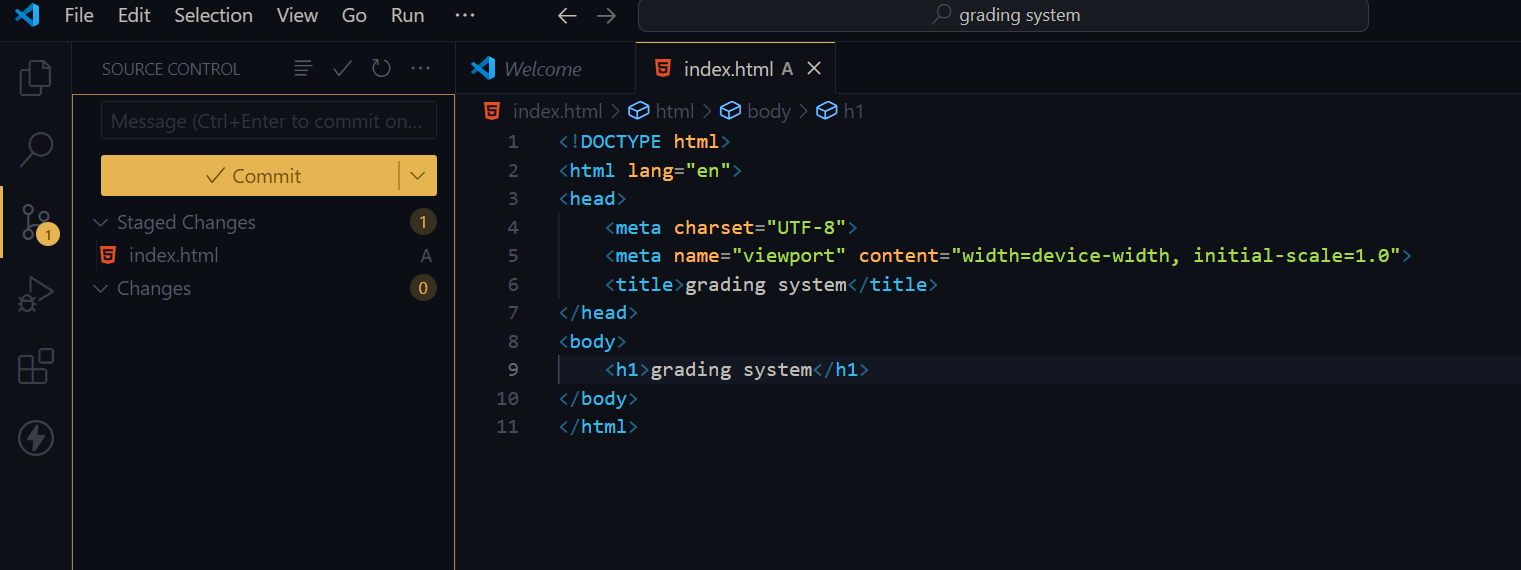 File Edit Selection View Go Run ··· grading system
SOURCE CONTROL
Message (Ctrl+Enter to commit on...
Commit
Staged Changes 1
index.html A
Changes 0
1
Welcome index.html A
index.html > html > body > h1
1 <!DOCTYPE html>
2 <html lang="en">
3 <head>
4 <meta charset="UTF-8">
5 <meta name="viewport" content="width=device-width, initial-scale=1.0">
6 <title>grading system</title>
7 </head>
8 <body>
9 <h1>grading system</h1>
10 </body>
11 </html>